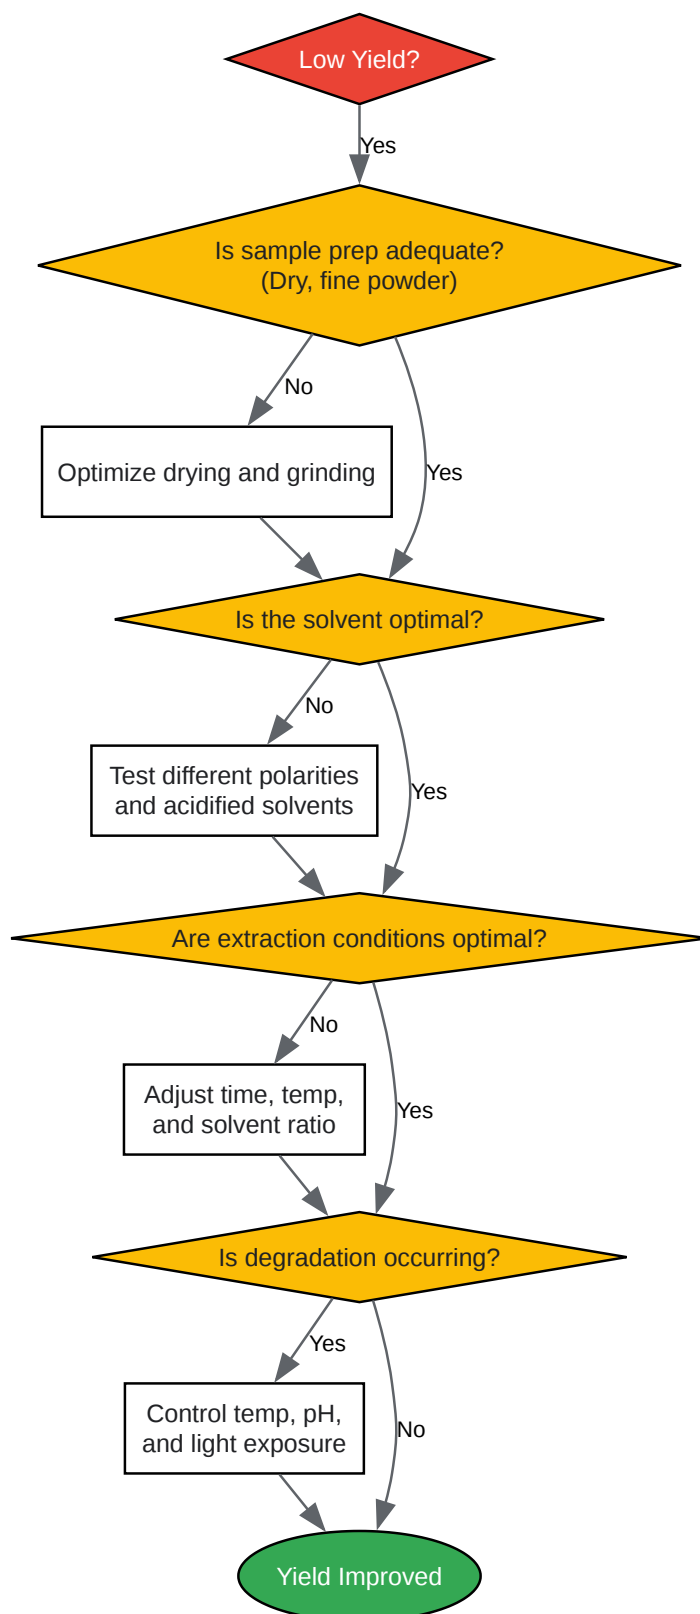 Low Yield?
Yes
Is sample prep adequate?
(Dry, fine powder)
No
Optimize drying and grinding
Yes
Is the solvent optimal?
No
Test different polarities
and acidified solvents
Yes
Are extraction conditions optimal?
No
Adjust time, temp,
and solvent ratio
Yes
Is degradation occurring?
Yes
Control temp, pH,
and light exposure
No
Yield Improved